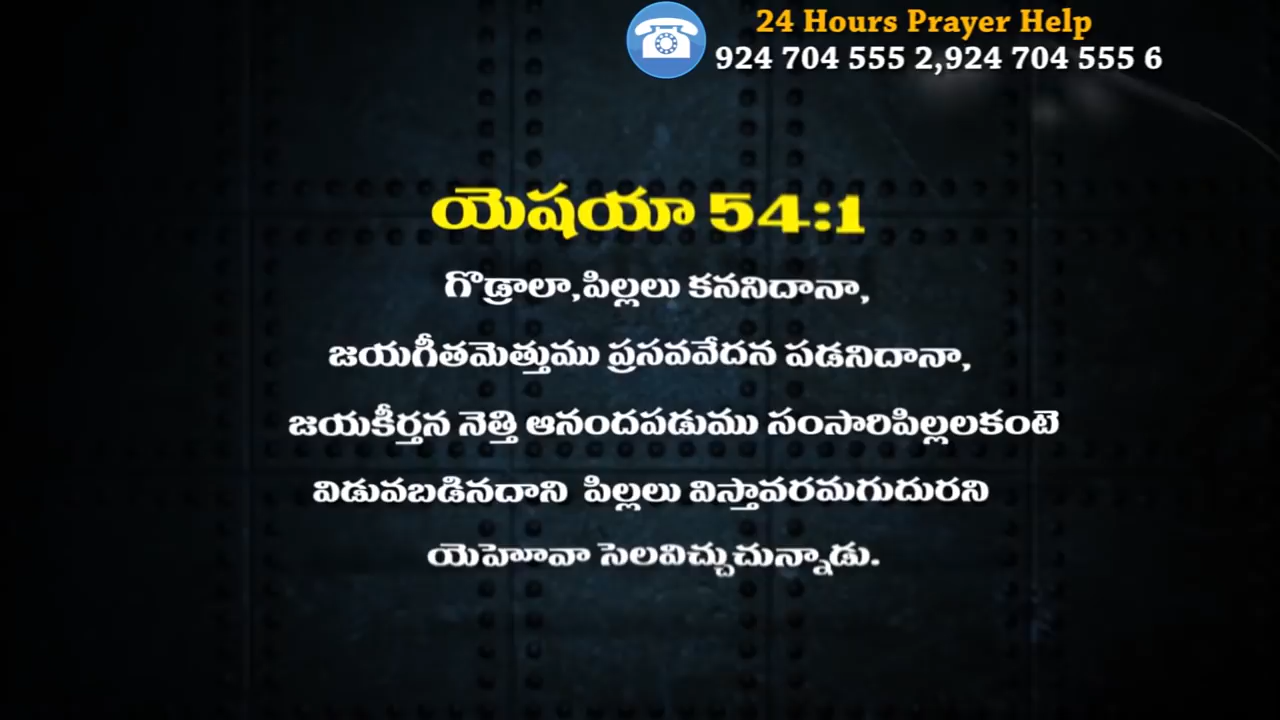 24 Hours Prayer Help
924 704 555 2,924 704 555 6
యెషయా 54:1
గొడ్రాలా,పిల్లలు కననిదానా,
జయగీతమెత్తుము ప్రసవవేదన పడనిదానా,
జయకీర్తన నెత్తి ఆనందపడుము సంసారిపిల్లలకంటె
విడువబడినదాని పిల్లలు విస్తావరమగుదురని
యెహోవా సెలవిచ్చుచున్నాడు.